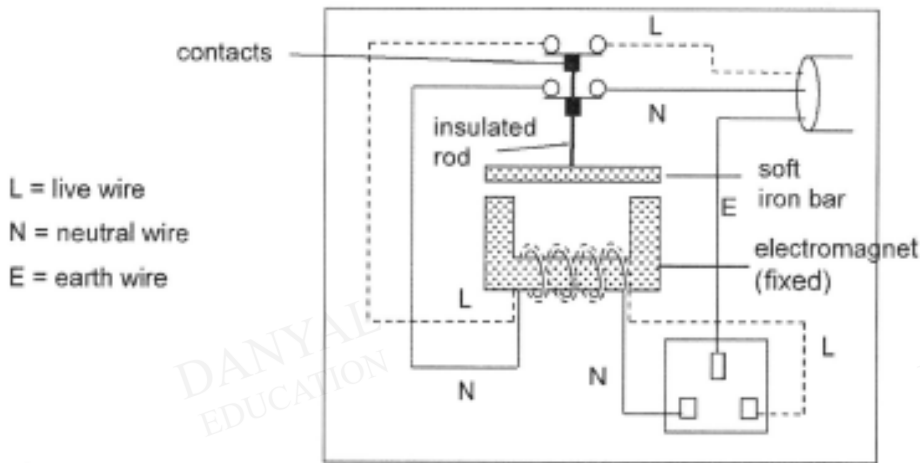 L
contacts
N
insulated
rod
soft
iron bar
E
L = live wire
N = neutral wire
electromagnet
(fixed)
E = earth wire
L
L
N
N
DANYAL
EDUCATION